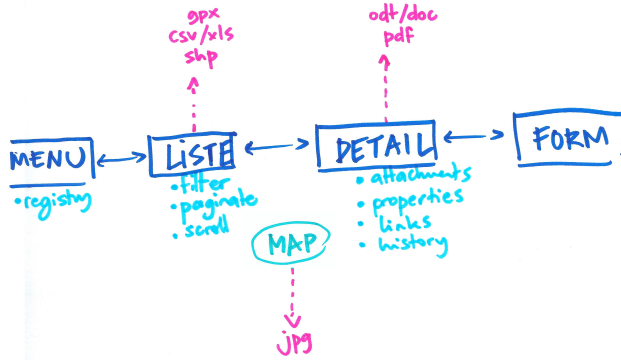 gpx
csv/xls
shp
odt/doc
pdf
MENU
LISTE
DETAIL
FORM
• registry
• filter
• paginate
• scroll
• attachments
• properties
• links
• history
MAP
jpg